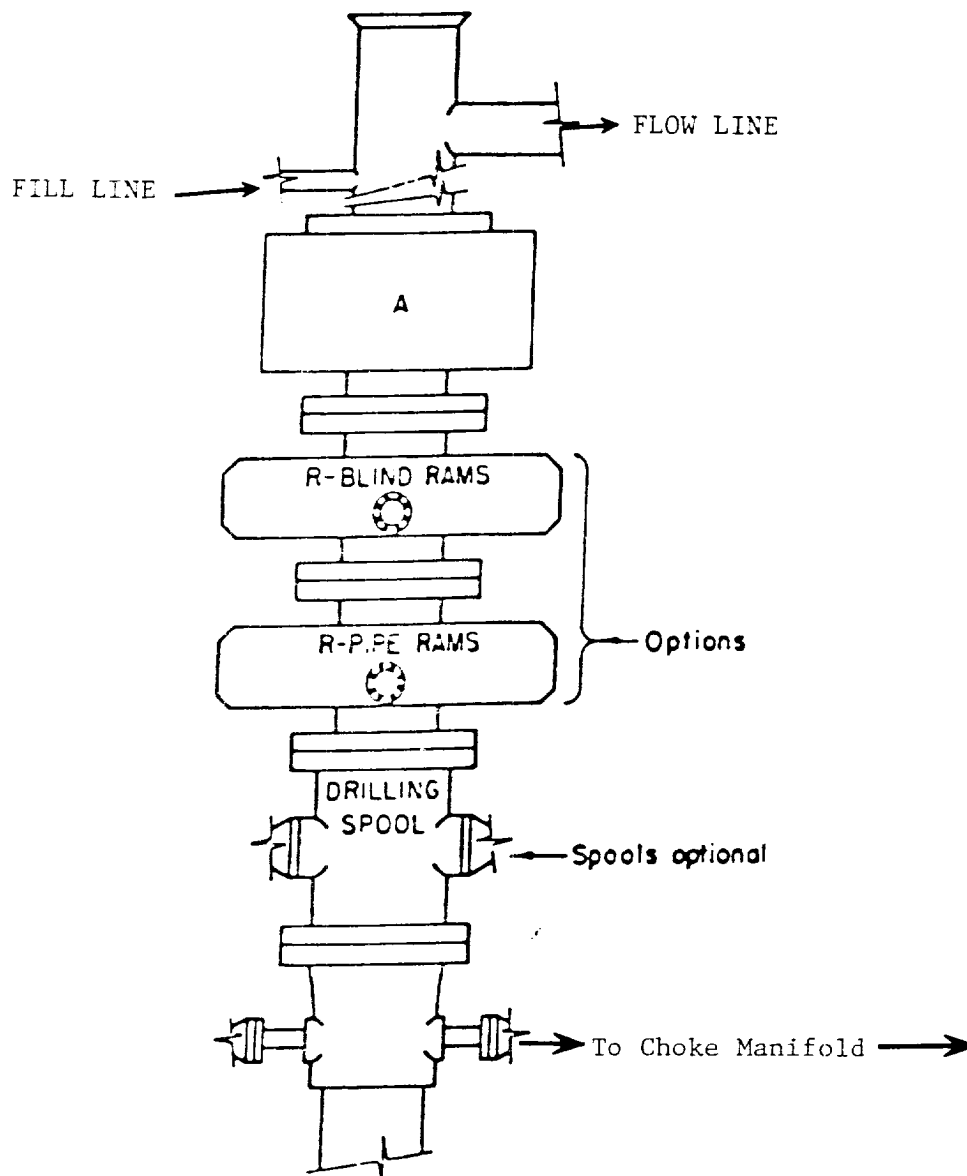 FLOW LINE
FILL LINE
A
R-BLIND RAMS
R-PIPE RAMS
Options
DRILLING
SPOOL
Spools optional
To Choke Manifold